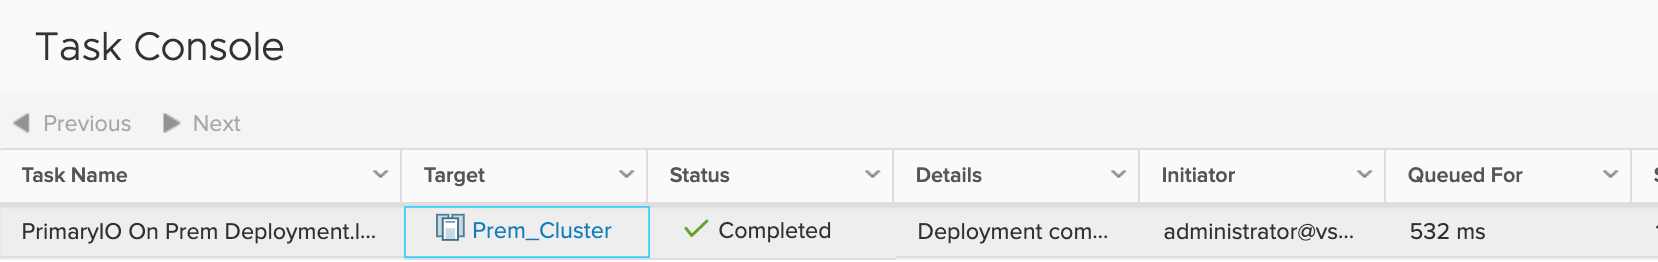 Task Console
Previous Next
Task Name Target Status Details Initiator Queued For
PrimaryIO On Prem Deployment.l... Prem_Cluster Completed Deployment com... administrator@vs... 532 ms